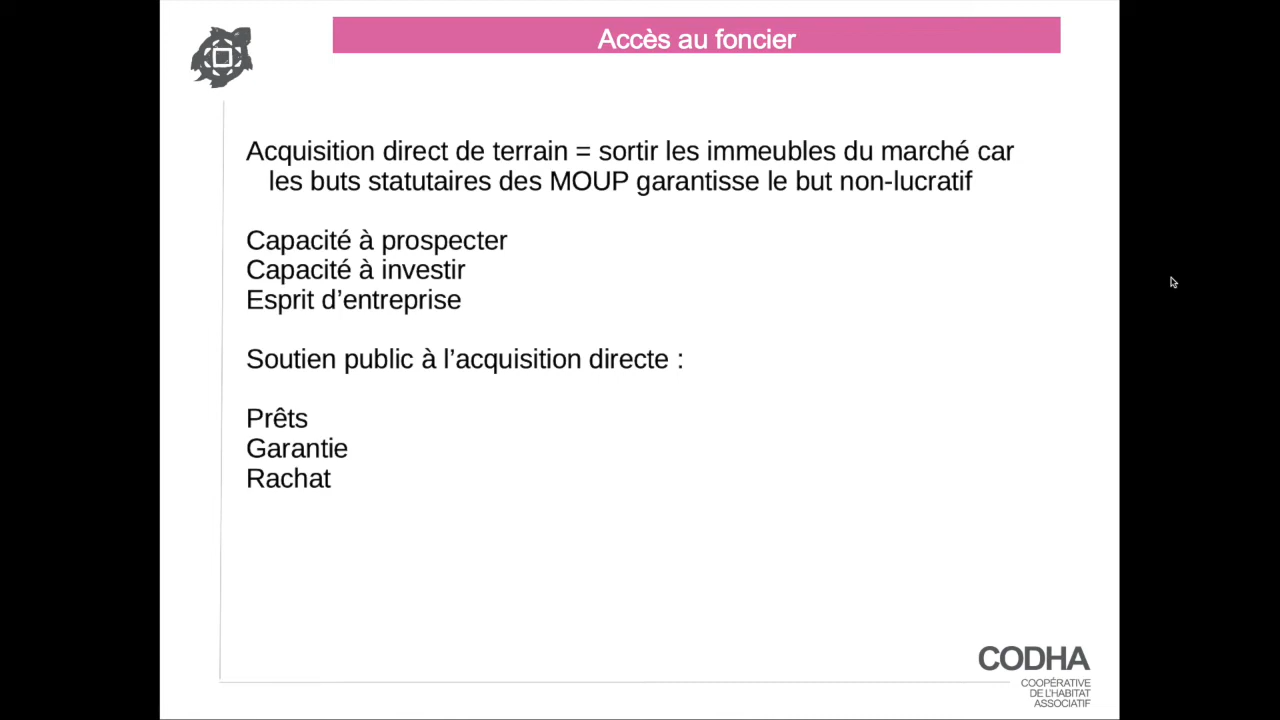 Accès au foncier
Acquisition direct de terrain = sortir les immeubles du marché car
les buts statutaires des MOUP garantisse le but non-lucratif
Capacité à prospecter
Capacité à investir
Esprit d’entreprise
Soutien public à l’acquisition directe :
Prêts
Garantie
Rachat
CODHA
COOPÉRATIVE
DE L'HABITAT
ASSOCIATIF